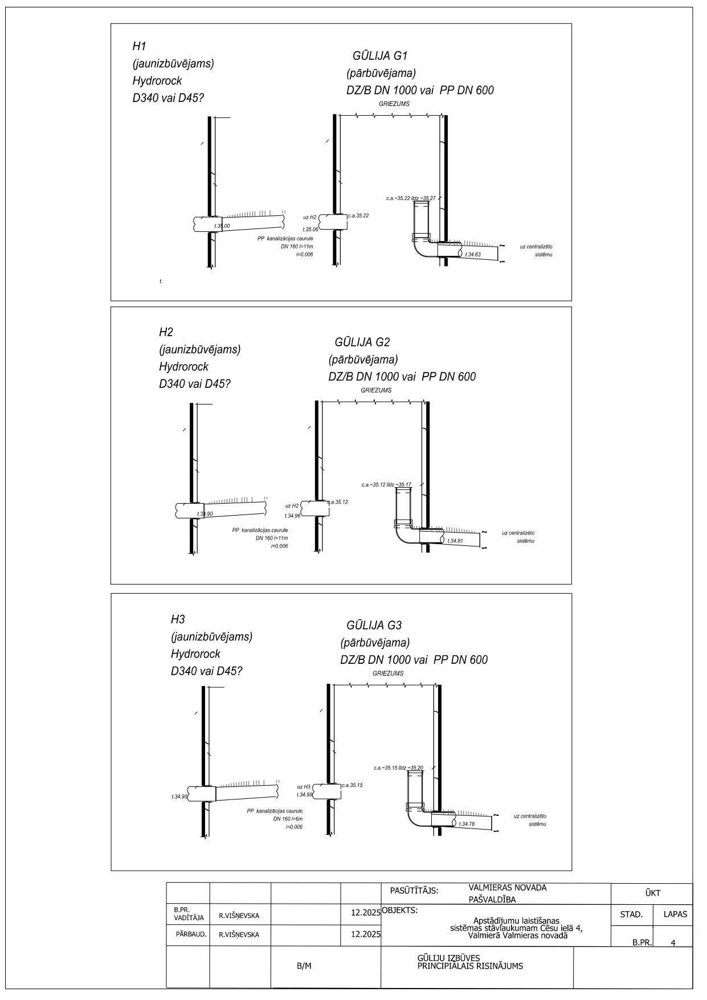 H1
(jaunizbūvējams)
Hydrorock
D340 vai D45?
GŪLIJA G1
(pārbūvējama)
DZ/B DN 1000 vai PP DN 600
GRIEZUMS
c.a.~35.22 līdz ~35.27
uz H2
c.a.35.22
t.35.00
t.35.06
PP kanalizācijas caurule
DN 160 l=11m
i=0.006
t.34.63
uz centralizēto
sistēmu
t.
H2
(jaunizbūvējams)
Hydrorock
D340 vai D45?
GŪLIJA G2
(pārbūvējama)
DZ/B DN 1000 vai PP DN 600
GRIEZUMS
c.a.~35.12 līdz ~35.17
uz H2
c.a.35.12
t.34.90
t.34.96
PP kanalizācijas caurule
DN 160 l=11m
i=0.006
t.34.81
uz centralizēto
sistēmu
H3
(jaunizbūvējams)
Hydrorock
D340 vai D45?
GŪLIJA G3
(pārbūvējama)
DZ/B DN 1000 vai PP DN 600
GRIEZUMS
c.a.~35.15 līdz ~35.20
uz H3
c.a.35.15
t.34.95
t.34.99
PP kanalizācijas caurule
DN 160 l=6m
i=0.006
t.34.78
uz centralizēto
sistēmu
PASŪTĪTĀJS:
VALMIERAS NOVADA
PAŠVALDĪBA
ŪKT
B.PR.
VADĪTĀJA
R.VIŠŅEVSKA
12.2025
OBJEKTS:
Apstādījumu laistīšanas
sistēmas stāvlaukumam Cēsu ielā 4,
Valmierā Valmieras novadā
STAD.
LAPAS
PĀRBAUD.
R.VIŠŅEVSKA
12.2025
B.PR.
4
B/M
GŪLIJU IZBŪVES
PRINCIPIĀLAIS RISINĀJUMS